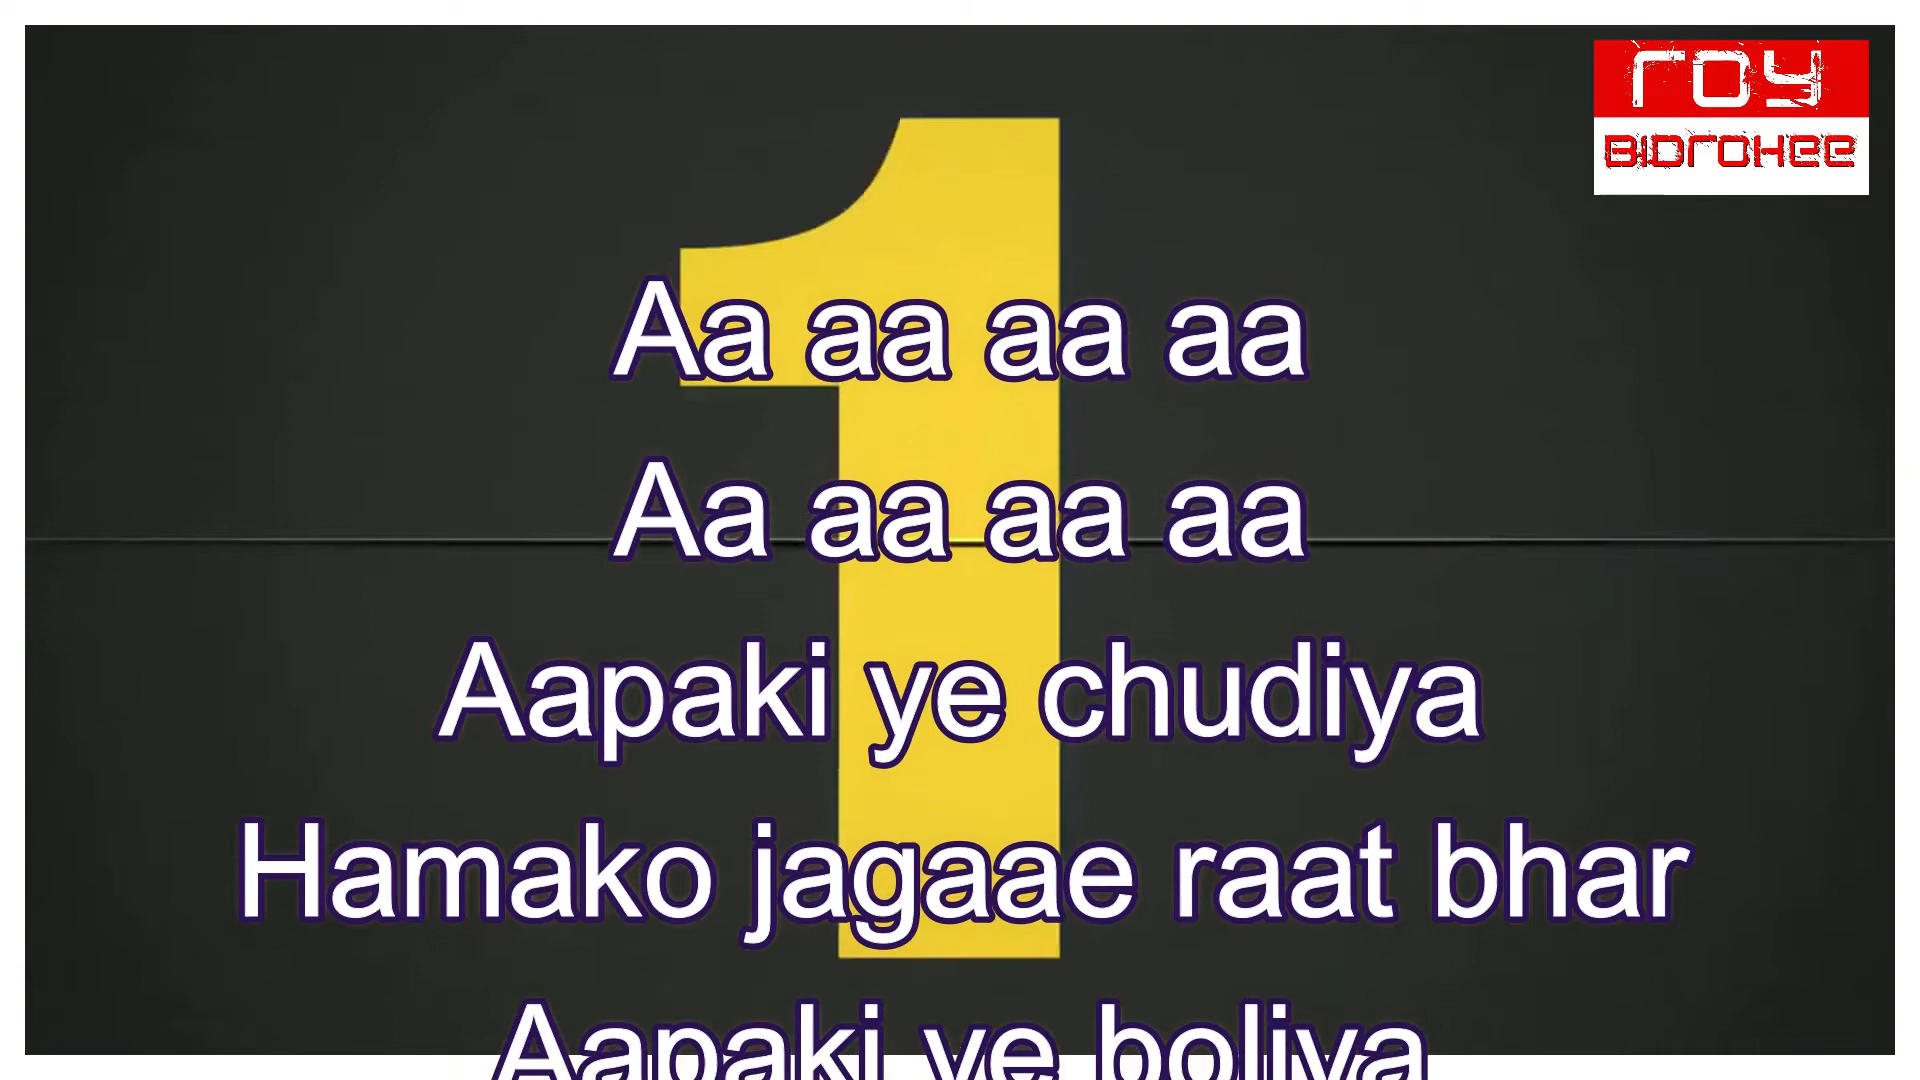 roy
BIDroHee
1
Aa aa aa aa
Aa aa aa aa
Aapaki ye chudiya
Hamako jagaae raat bhar
Aapaki ye boliya